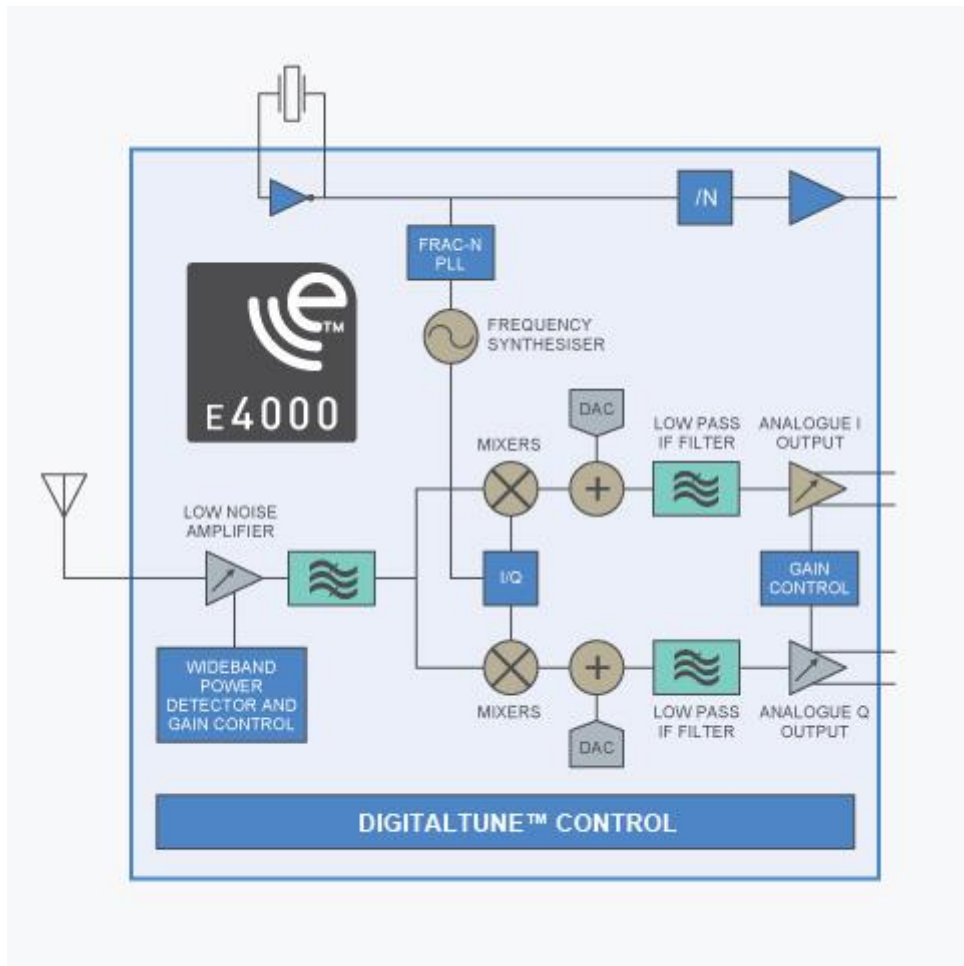 /N
FRAC-N
PLL
e™
E4000
FREQUENCY
SYNTHESISER
DAC
MIXERS
LOW PASS
IF FILTER
ANALOGUE I
OUTPUT
LOW NOISE
AMPLIFIER
I/Q
GAIN
CONTROL
WIDEBAND
POWER
DETECTOR AND
GAIN CONTROL
MIXERS
LOW PASS
IF FILTER
ANALOGUE Q
OUTPUT
DAC
DIGITALTUNE™ CONTROL